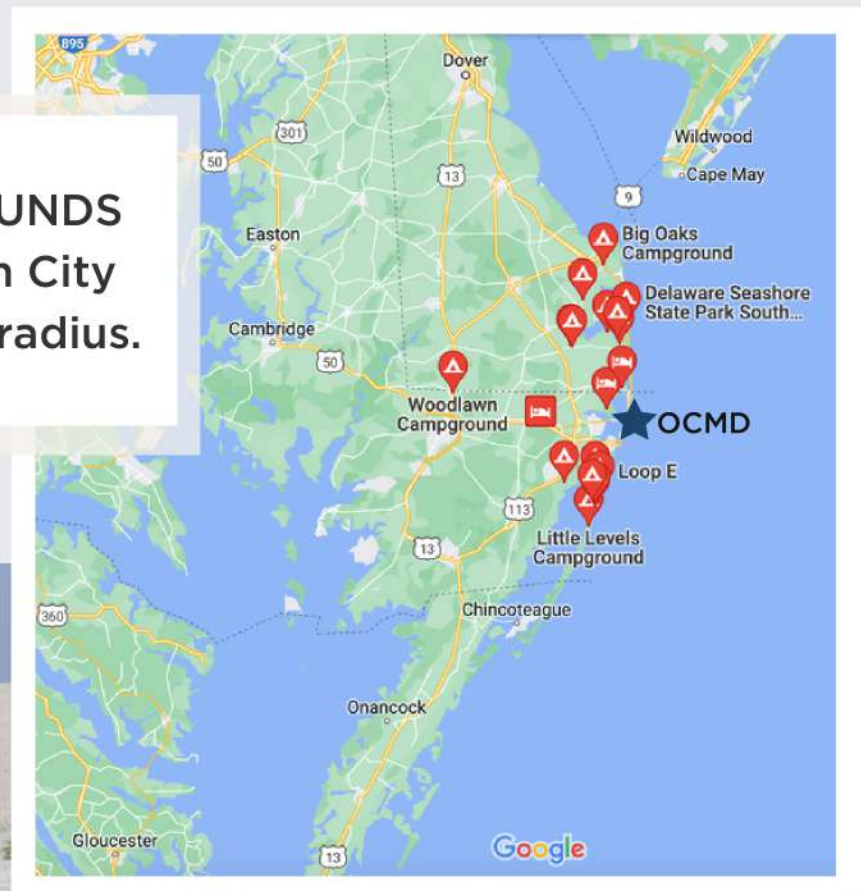 UNDS
n City
radius.
895
Dover
301
50
13
Wildwood
Cape May
9
Easton
Big Oaks
Campground
Delaware Seashore
State Park South...
Cambridge
50
Woodlawn
Campground
OCMD
Loop E
113
13
Little Levels
Campground
360
Chincoteague
Onancock
Gloucester
13
Google